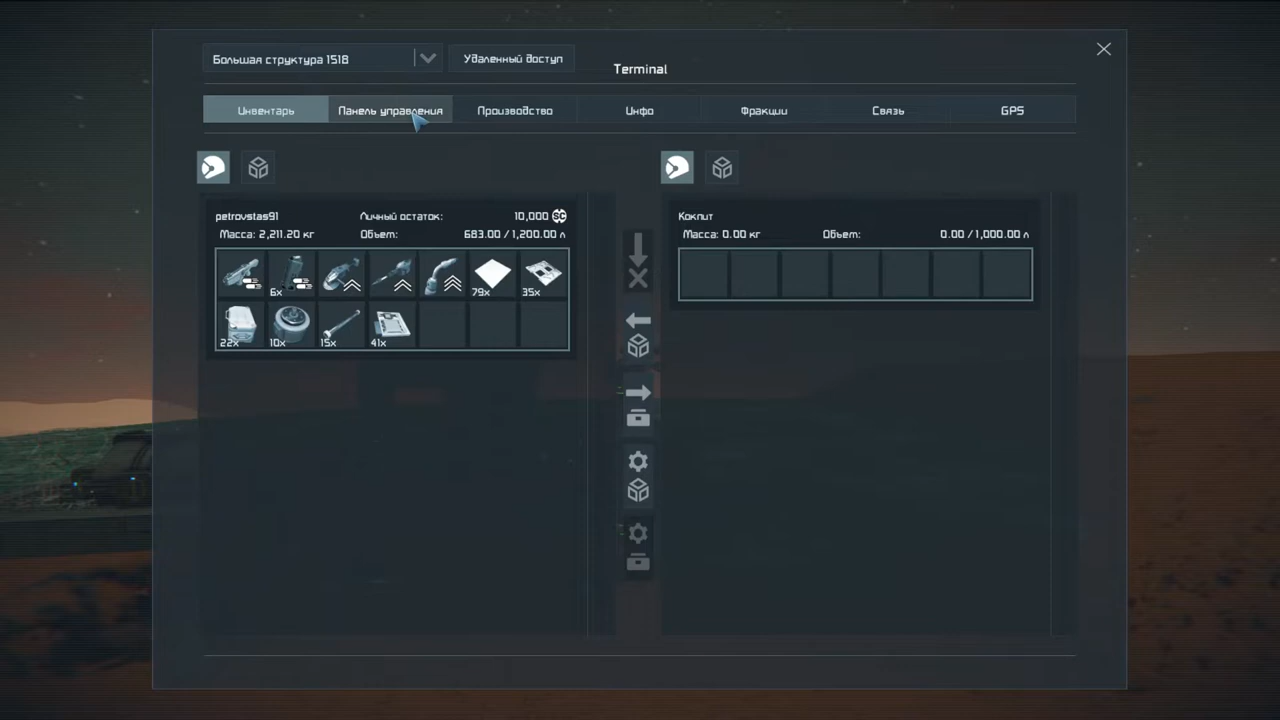 Большая структура 1518
Удаленный доступ
Terminal
Инвентарь
Панель управления
Производство
Инфо
Фракции
Связь
GPS
petrovstas91 Личный остаток: 10,000 SC
Масса: 2,211.20 кг Объем: 683.00 / 1,200.00 л
6x 79x 35x
22x 10x 15x 41x
Кокпит
Масса: 0.00 кг Объем: 0.00 / 1,000.00 л